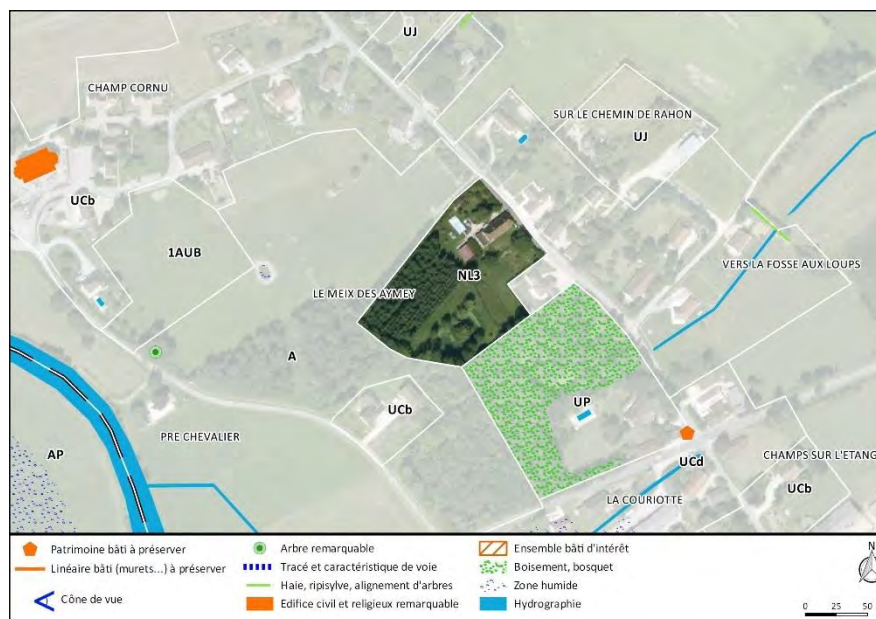 UJ
CHAMP CORNU
SUR LE CHEMIN DE RAHON
UJ
UCb
1AUB
NL3
VERS LA FOSSE AUX LOUPS
LE MEIX DES AYMEY
A
UCb
UP
PRE CHEVALIER
AP
UCd
CHAMPS SUR L'ETANG
UCb
LA COURIOTTE
Patrimoine bâti à préserver
Linéaire bâti (murets...) à préserver
Cône de vue
Arbre remarquable
Tracé et caractéristique de voie
Haie, ripisylve, alignement d'arbres
Edifice civil et religieux remarquable
Ensemble bâti d'intérêt
Boisement, bosquet
Zone humide
Hydrographie
N
0 25 50